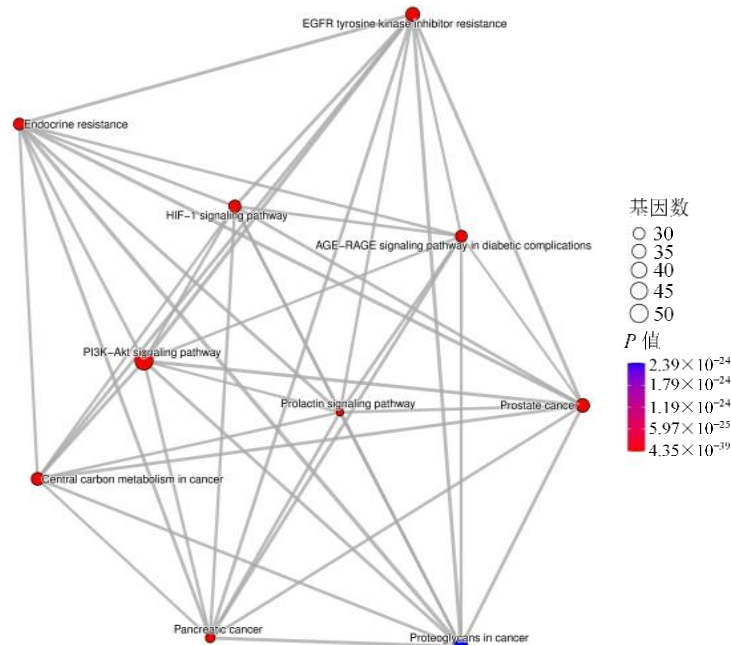 EGFR tyrosine kinase inhibitor resistance
Endocrine resistance
HIF−1 signaling pathway
AGE−RAGE signaling pathway in diabetic complications
PI3K−Akt signaling pathway
Prolactin signaling pathway
Prostate cancer
Central carbon metabolism in cancer
Pancreatic cancer
Proteoglycans in cancer
基因数
30
35
40
45
50
P 值
2.39×10⁻²⁴
1.79×10⁻²⁴
1.19×10⁻²⁴
5.97×10⁻²⁵
4.35×10⁻³⁹